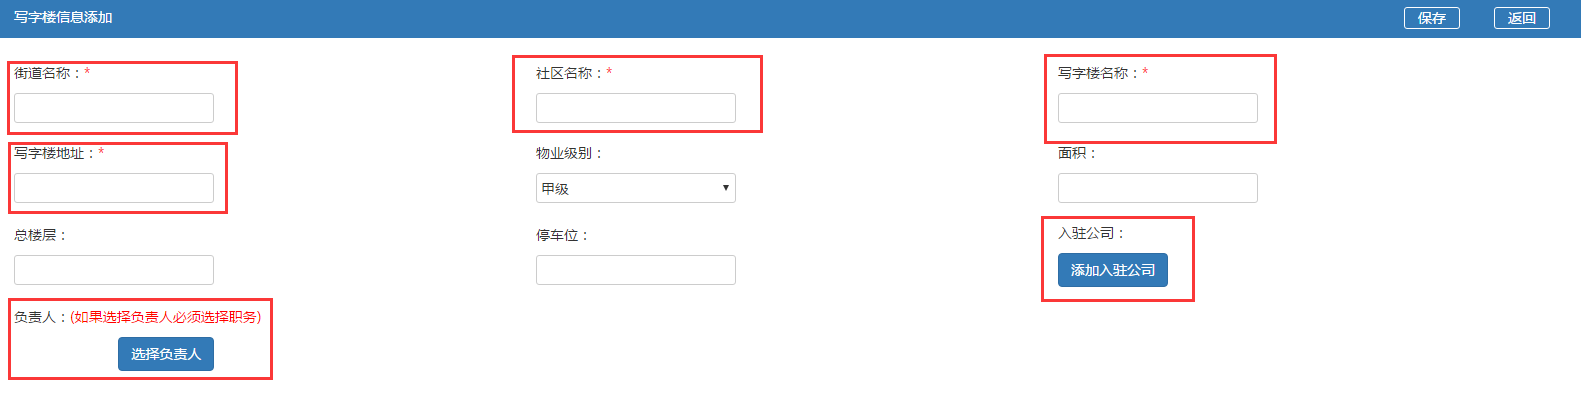 写字楼信息添加 保存 返回
街道名称：* 社区名称：* 写字楼名称：*
写字楼地址：* 物业级别： 面积：
甲级
总楼层： 停车位： 入驻公司：
添加入驻公司
负责人：(如果选择负责人必须选择职务)
选择负责人